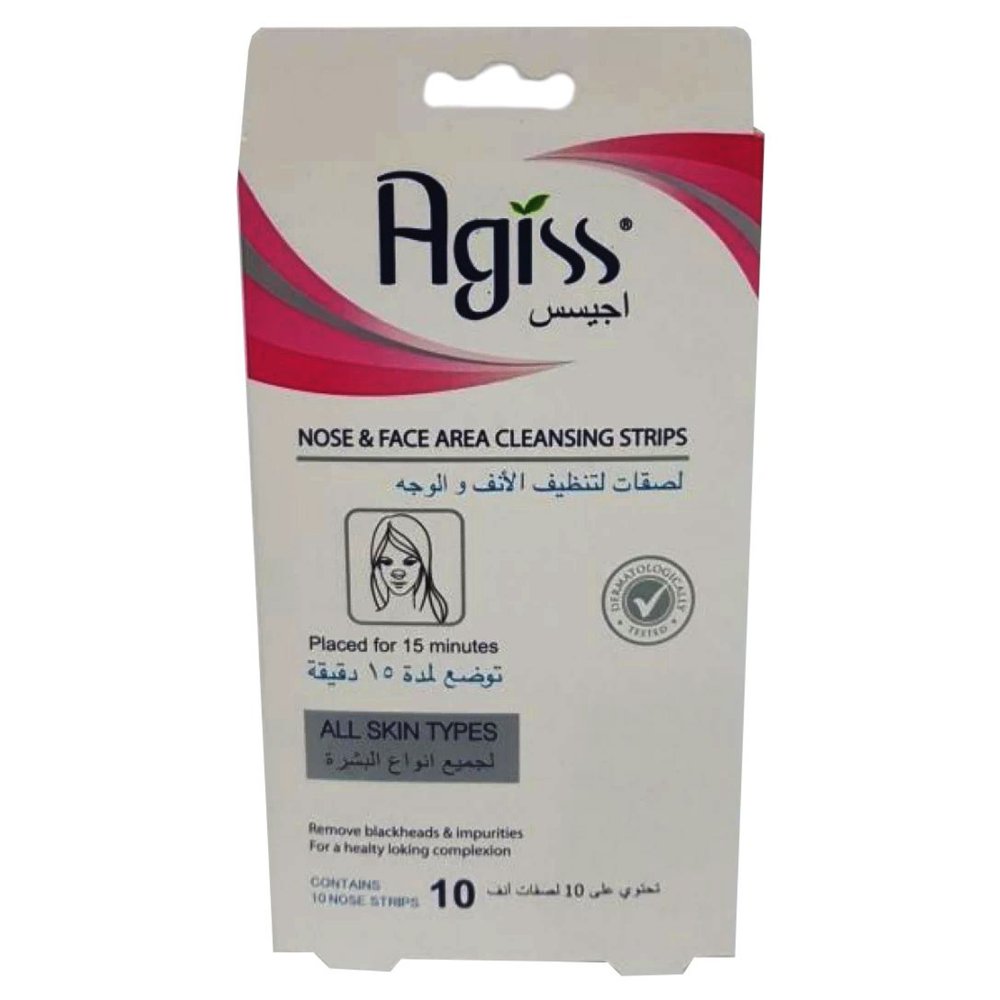 Agiss®
اجيسس
NOSE & FACE AREA CLEANSING STRIPS
لصقات لتنظيف الأنف و الوجه
DERMATOLOGICALLY
TESTED
Placed for 15 minutes
توضع لمدة ١٥ دقيقة
ALL SKIN TYPES
لجميع انواع البشرة
Remove blackheads & impurities
For a healty loking complexion
CONTAINS
10 NOSE STRIPS 10 تحتوي على 10 لصقات أنف